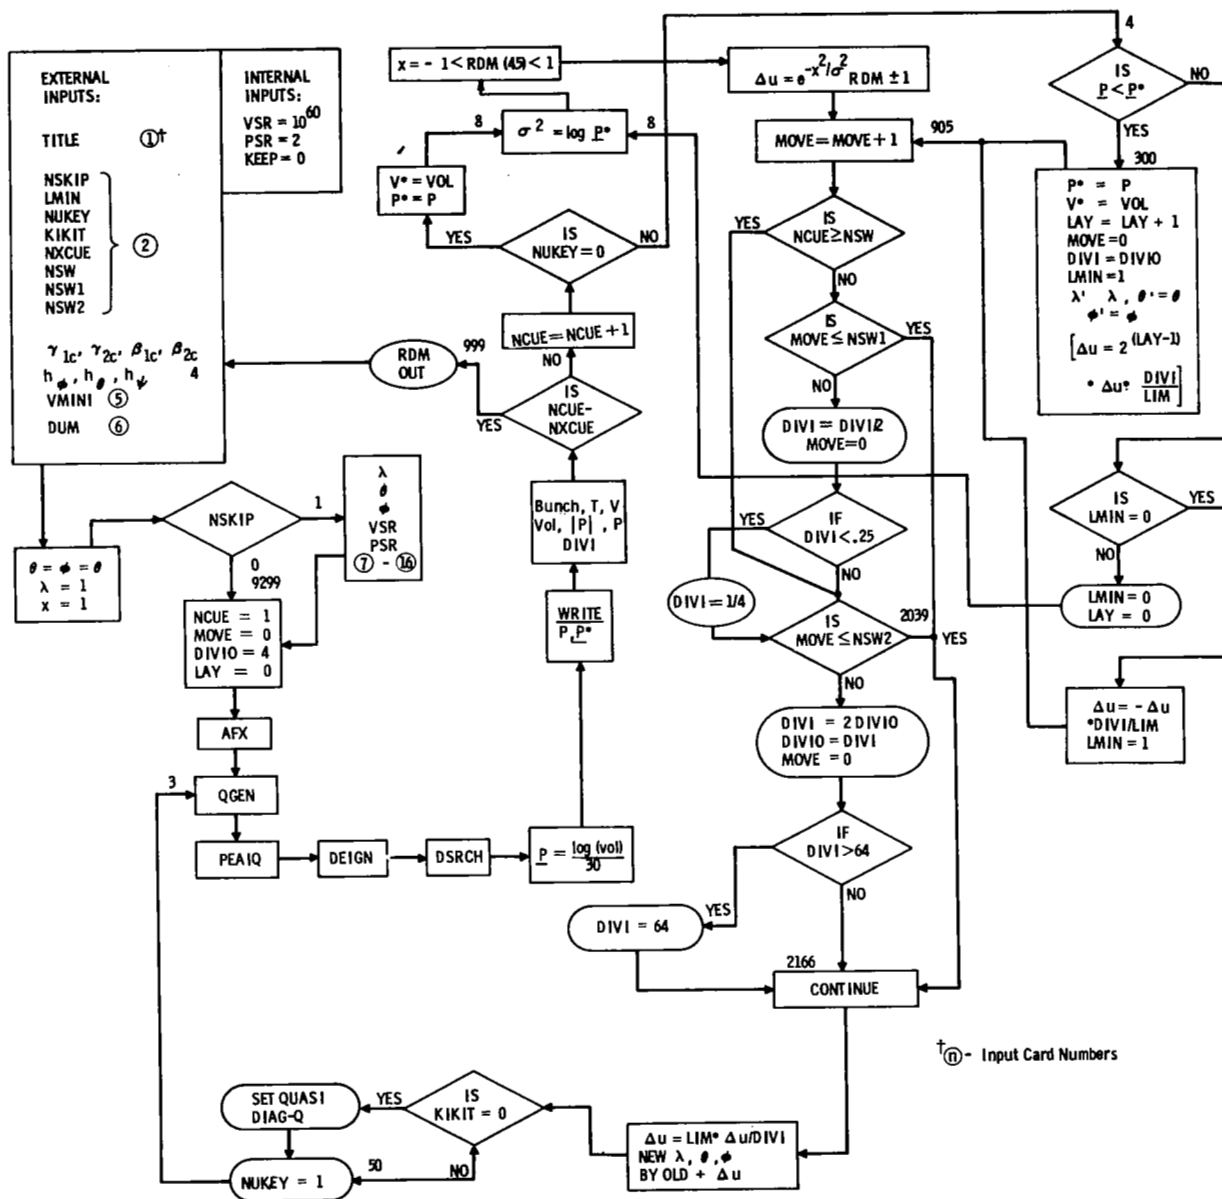 EXTERNAL
INPUTS:
TITLE ①†
NSKIP
LMIN
NUKEY
KIKIT
NXCUE
NSW
NSW1
NSW2
②
γ1c, γ2c, β1c, β2c
hϕ, hθ, hψ 4
VMINI ⑤
DUM ⑥
INTERNAL
INPUTS:
VSR = 10^60
PSR = 2
KEEP = 0
θ = ϕ = θ
λ = 1
x = 1
NSKIP
1
0
9299
λ
θ
ϕ
VSR
PSR
⑦ - ⑯
NCUE = 1
MOVE = 0
DIVIO = 4
LAY = 0
AFX
3
QGEN
PEAIQ
DEIGN
DSRCH
P = log (vol)
30
WRITE
P, P*
Bunch, T, V
Vol, |P|, P
DIVI
IS
NCUE-
NXCUE
YES
NO
999
RDM
OUT
NCUE = NCUE + 1
IS
NUKEY = 0
YES
NO
V* = VOL
P* = P
8
σ² = log P*
8
x = - 1 < RDM (45) < 1
Δu = e^-x²/σ² RDM ± 1
MOVE = MOVE + 1
905
IS
NCUE ≥ NSW
YES
NO
IS
MOVE ≤ NSW1
YES
NO
DIVI = DIVI/2
MOVE=0
IF
DIVI < .25
YES
NO
DIVI = 1/4
IS
MOVE ≤ NSW2
2039
YES
NO
DIVI = 2 DIVIO
DIVIO = DIVI
MOVE = 0
IF
DIVI > 64
YES
NO
DIVI = 64
2166
CONTINUE
4
IS
P < P*
NO
YES
300
P* = P
V* = VOL
LAY = LAY + 1
MOVE=0
DIVI = DIVIO
LMIN = 1
λ' λ, θ' = θ
ϕ' = ϕ
[Δu = 2^(LAY-1)
* Δu* DIVI
LIM]
IS
LMIN = 0
YES
NO
LMIN = 0
LAY = 0
Δu = - Δu
*DIVI/LIM
LMIN = 1
†ⓝ - Input Card Numbers
Δu = LIM* Δu/DIVI
NEW λ, θ, ϕ
BY OLD + Δu
IS
KIKIT = 0
YES
NO
SET QUASI
DIAG-Q
50
NUKEY = 1